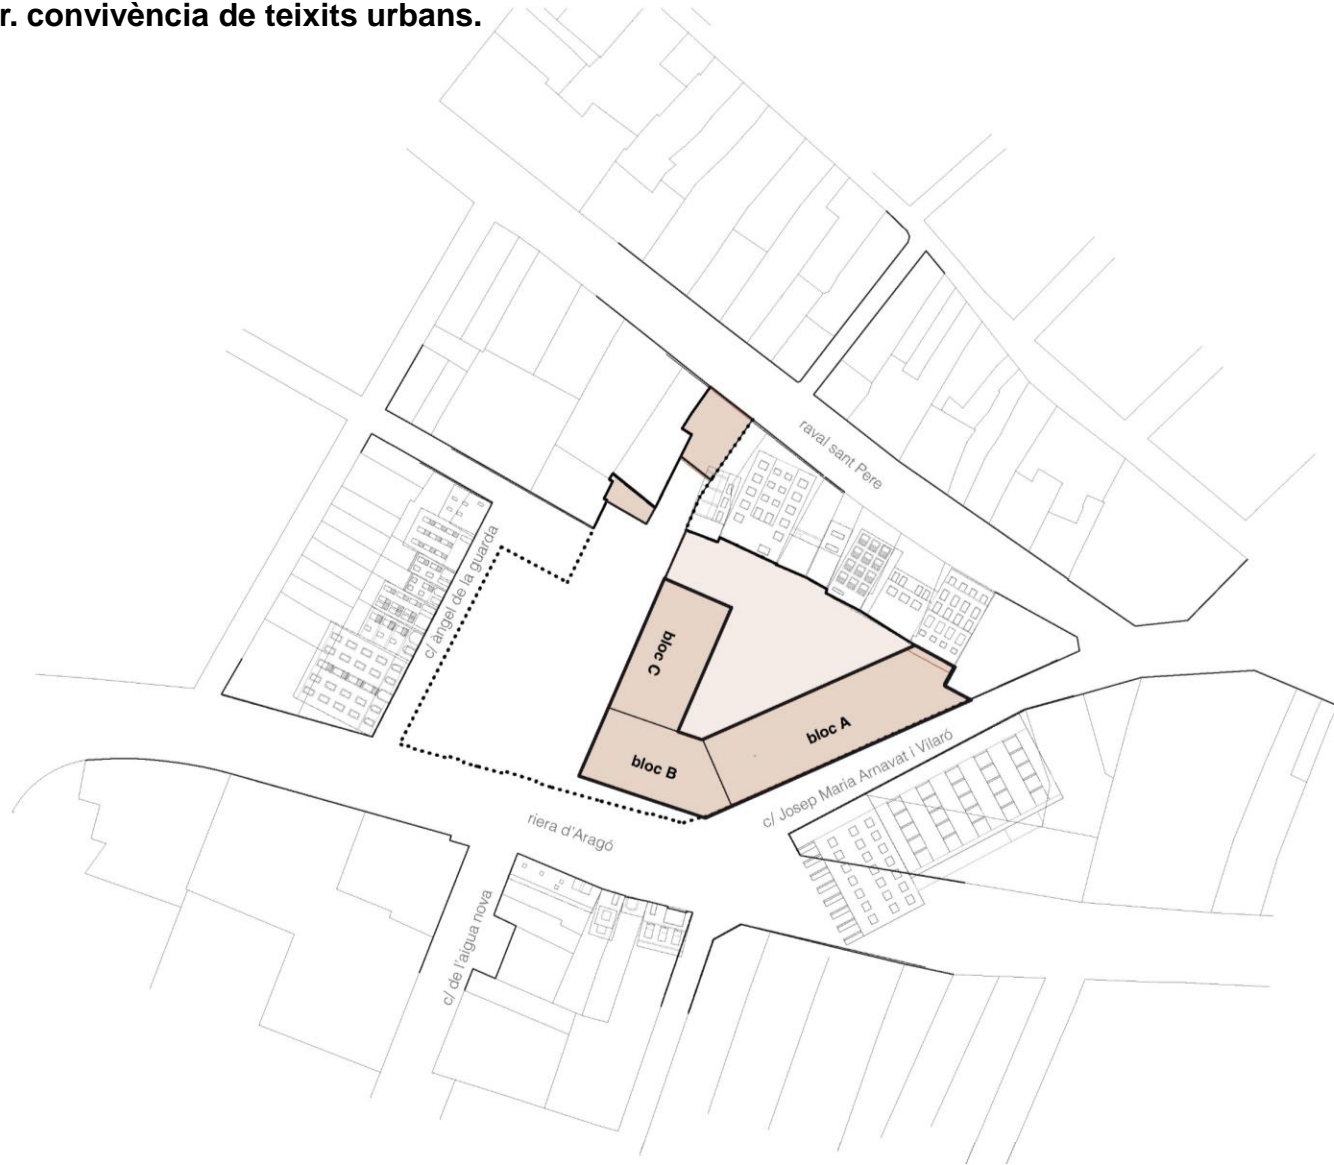 r. convivència de teixits urbans.
raval sant Pere
c/ àngel de la guarda
bloc C
bloc A
bloc B
c/ Josep Maria Arnavat i Vilaró
riera d'Aragó
c/ de l'aigua nova